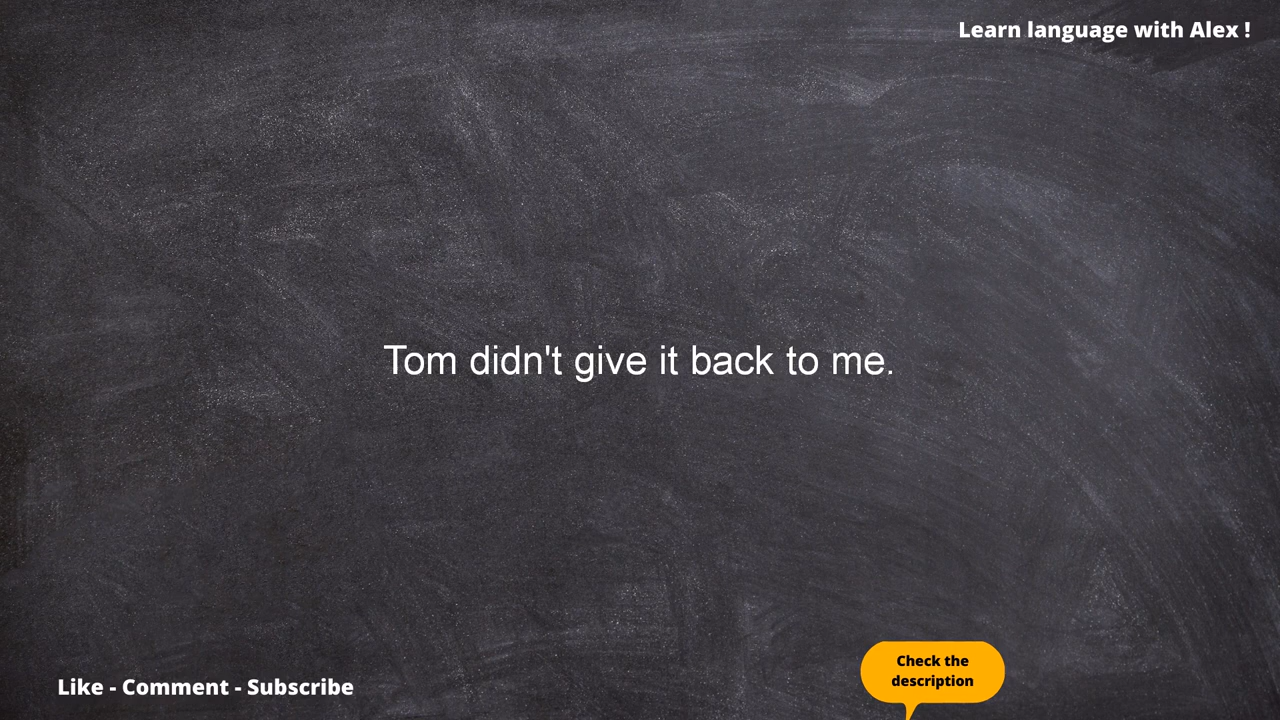 Learn language with Alex !
Tom didn't give it back to me.
Check the
description
Like - Comment - Subscribe